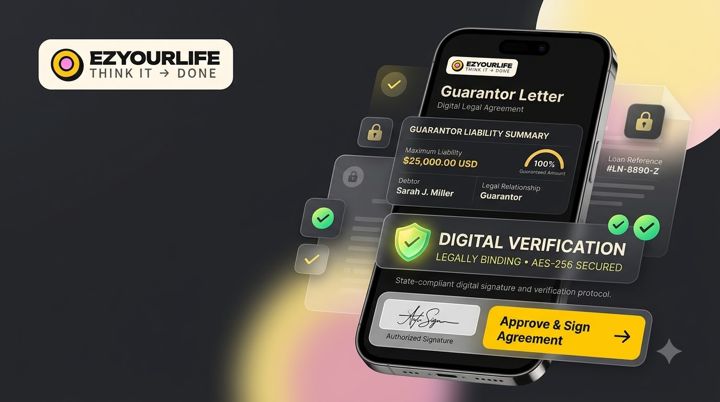 EZYOURLIFE
THINK IT → DONE
EZYOURLIFE
THINK IT → DONE
Guarantor Letter
Digital Legal Agreement
GUARANTOR LIABILITY SUMMARY
Maximum Liability
$25,000.00 USD
100%
Guaranteed Amount
Debtor
Sarah J. Miller
Legal Relationship
Guarantor
Loan Reference
#LN-8890-Z
DIGITAL VERIFICATION
LEGALLY BINDING • AES-256 SECURED
State-compliant digital signature and verification protocol.
Authorized Signature
Approve & Sign
Agreement →